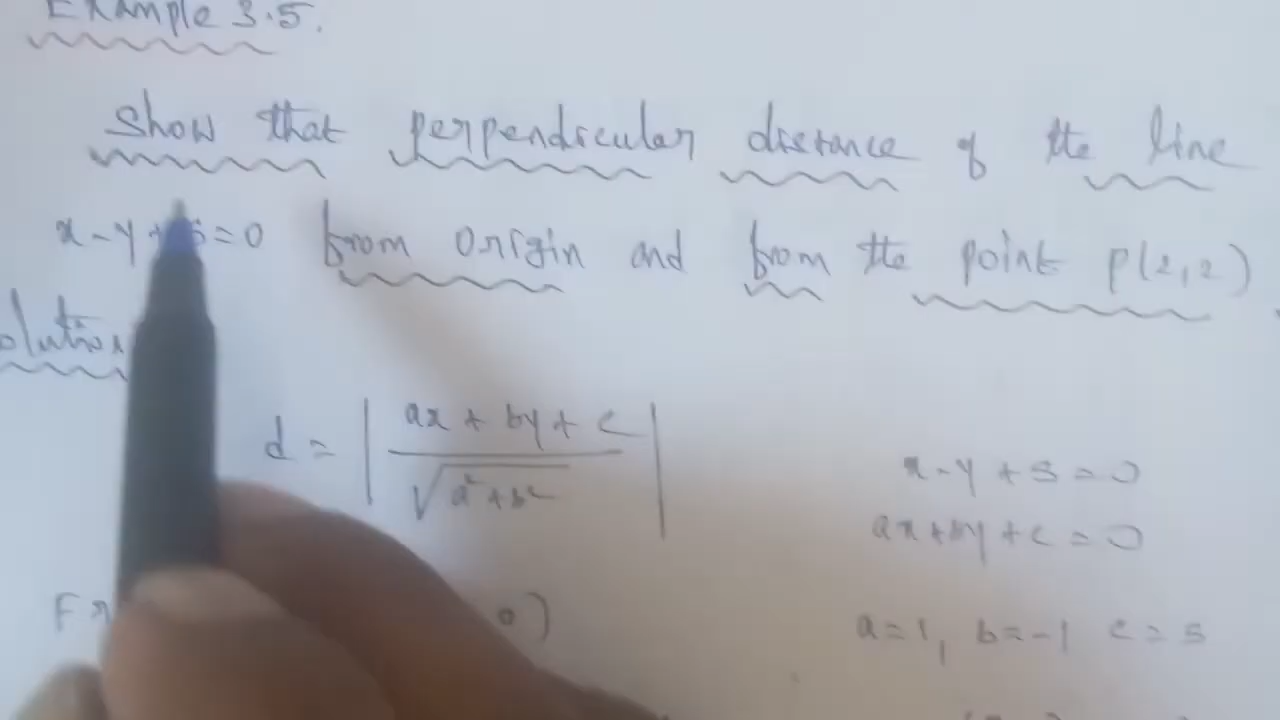 Example 3.5.
Show that perpendicular distance of the line
x - y + 5 = 0 from origin and from the point P(2,2)
Solution
d = | ax + by + c / √a² + b² |
x - y + 5 = 0
ax + by + c = 0
a = 1, b = -1 c = 5